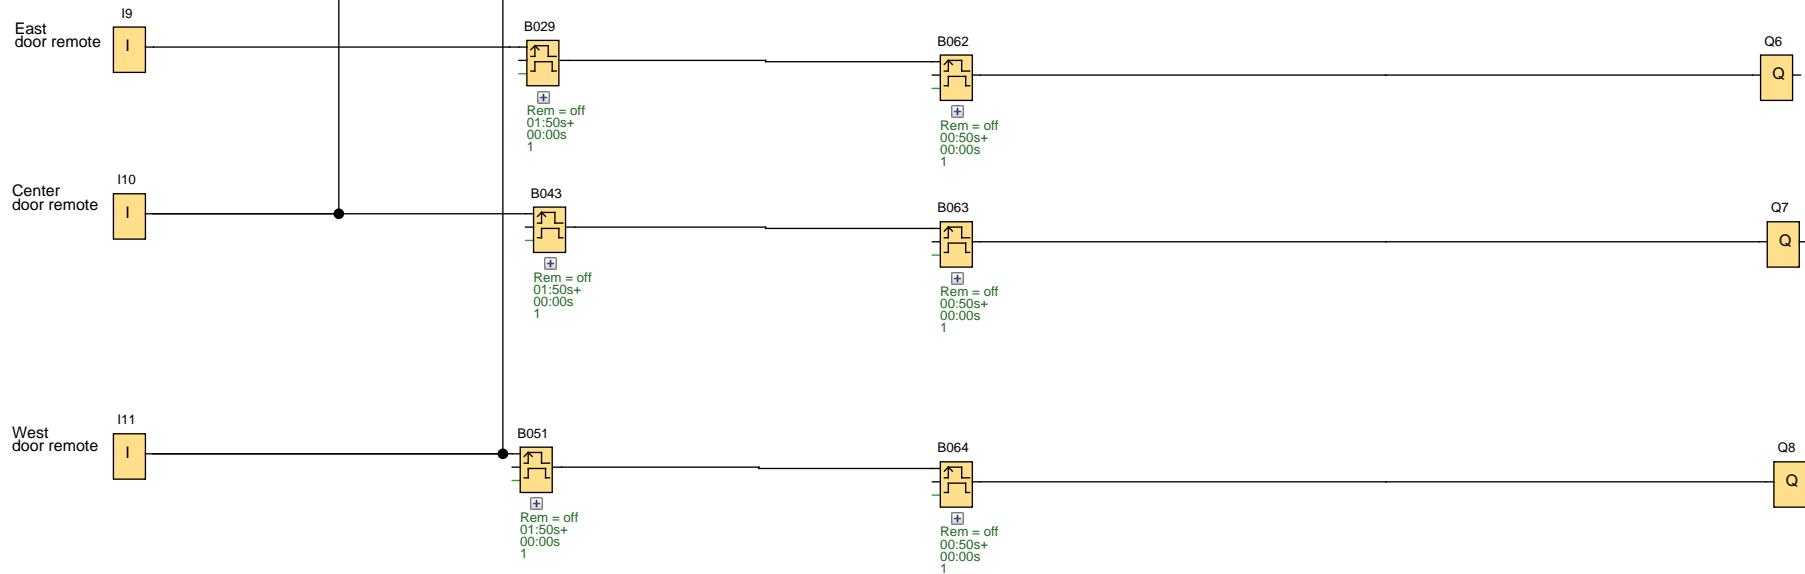 I9
East
door remote
I
B029
Rem = off
01:50s+
00:00s
1
B062
Rem = off
00:50s+
00:00s
1
Q6
Q
I10
Center
door remote
I
B043
Rem = off
01:50s+
00:00s
1
B063
Rem = off
00:50s+
00:00s
1
Q7
Q
I11
West
door remote
I
B051
Rem = off
01:50s+
00:00s
1
B064
Rem = off
00:50s+
00:00s
1
Q8
Q